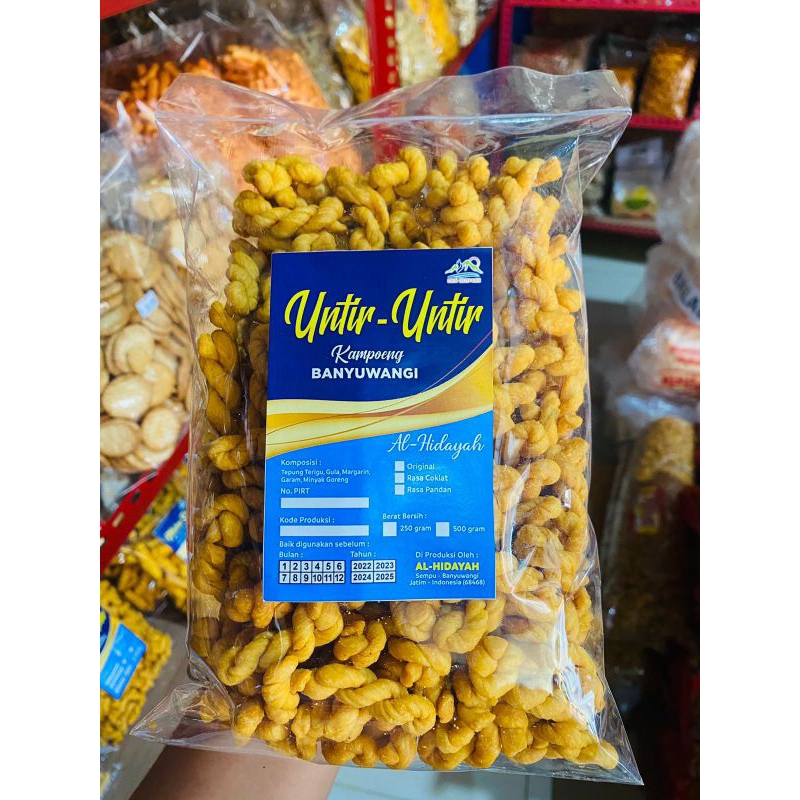 Untir-Untir
Kampoeng
BANYUWANGI
Al-Hidayah
Komposisi :
Tepung Terigu, Gula, Margarin,
Garam, Minyak Goreng
No. PIRT
Original
Rasa Coklat
Rasa Pandan
Kode Produksi :
Berat Bersih :
250 gram
500 gram
Baik digunakan sebelum :
Bulan :
Tahun :
1 2 3 4 5 6
2022 2023
7 8 9 10 11 12
2024 2025
Di Produksi Oleh :
AL-HIDAYAH
Sempu - Banyuwangi
Jatim - Indonesia (68468)